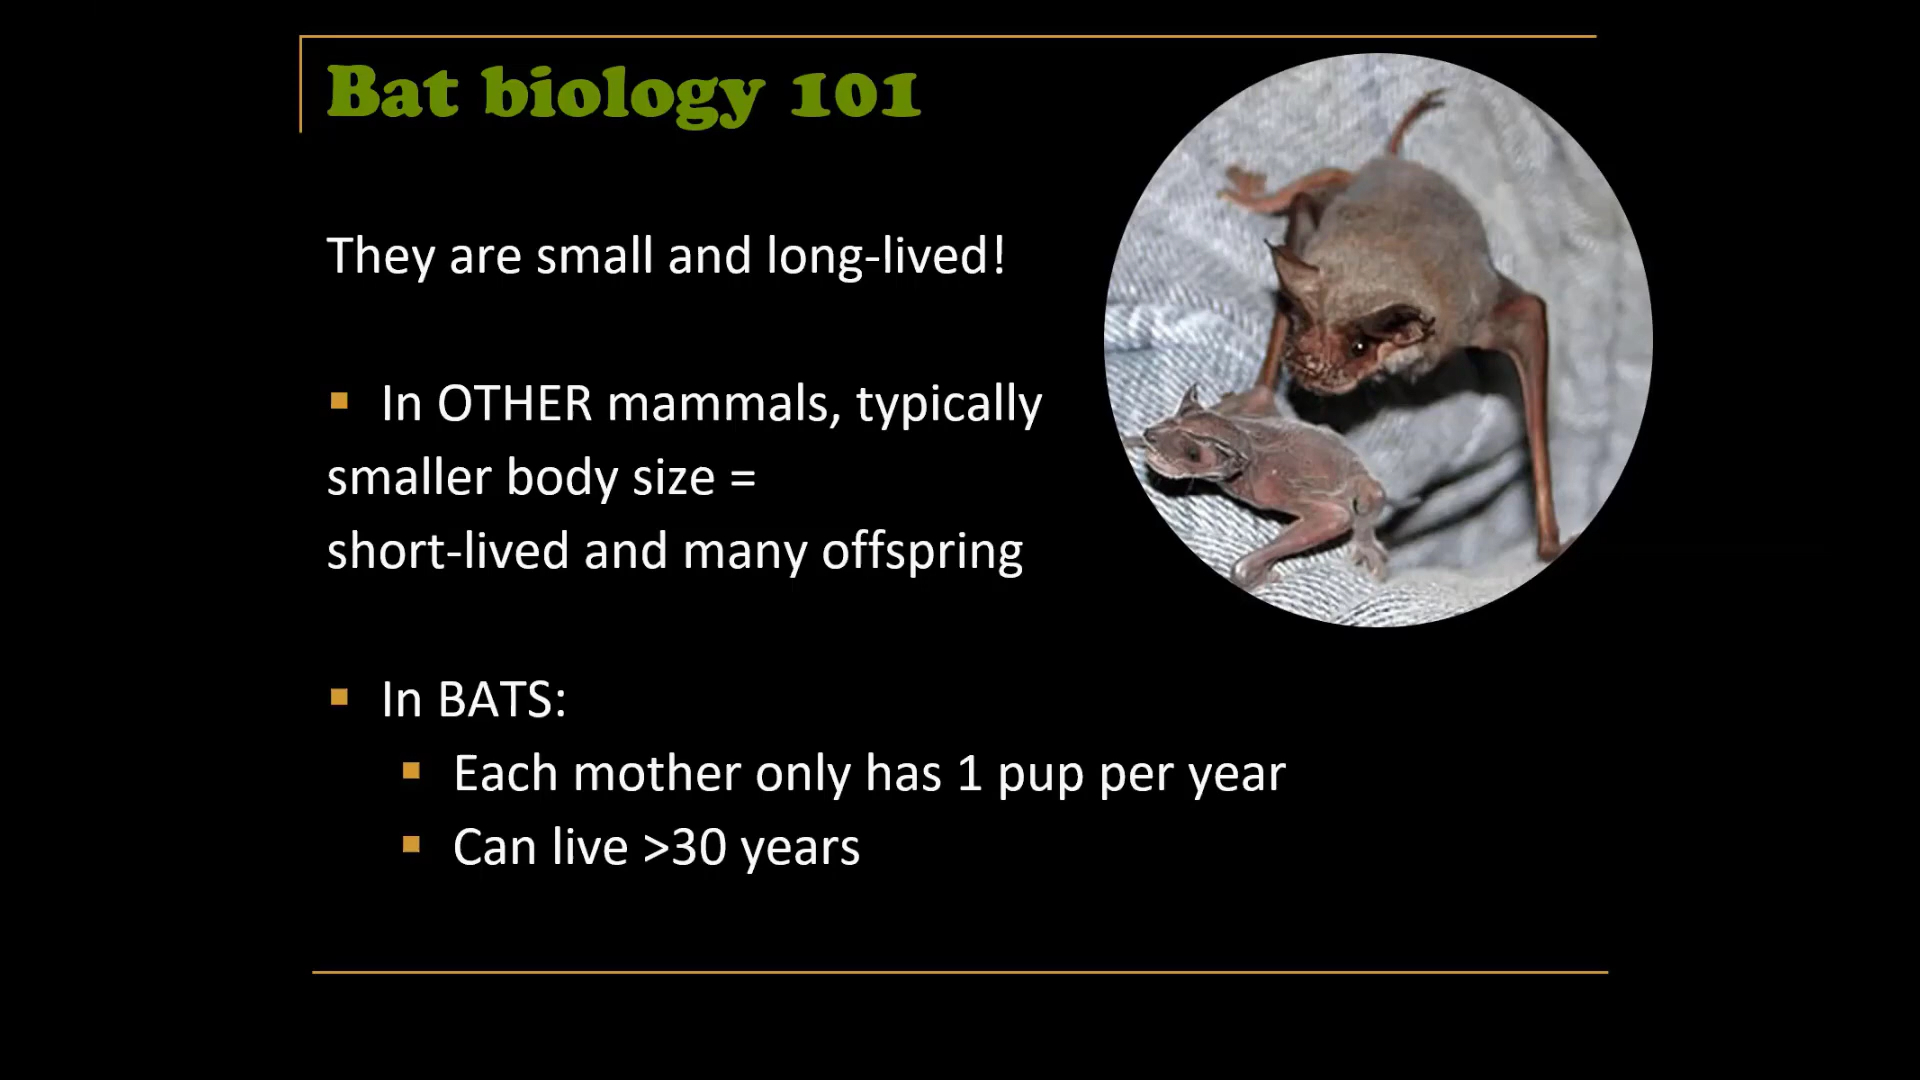 Bat biology 101
They are small and long-lived!
In OTHER mammals, typically
smaller body size =
short-lived and many offspring
In BATS:
Each mother only has 1 pup per year
Can live >30 years